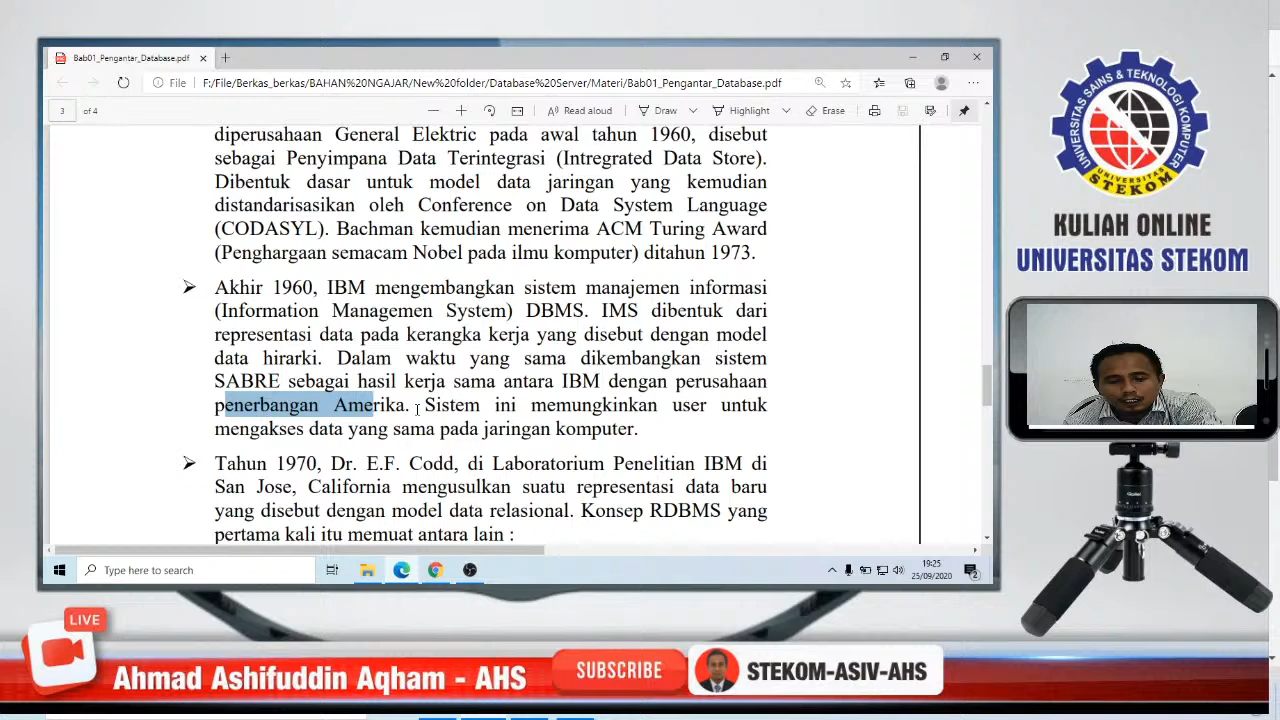 Bab01_Pengantar_Database.pdf
File
F:/File/Berkas_berkas/BAHAN%20NGAJAR/New%20folder/Database%20Server/Materi/Bab01_Pengantar_Database.pdf
3 of 4
Read aloud
Draw
Highlight
Erase
diperusahaan General Elektric pada awal tahun 1960, disebut
sebagai Penyimpana Data Terintegrasi (Intregrated Data Store).
Dibentuk dasar untuk model data jaringan yang kemudian
distandarisasikan oleh Conference on Data System Language
(CODASYL). Bachman kemudian menerima ACM Turing Award
(Penghargaan semacam Nobel pada ilmu komputer) ditahun 1973.
➢ Akhir 1960, IBM mengembangkan sistem manajemen informasi
(Information Managemen System) DBMS. IMS dibentuk dari
representasi data pada kerangka kerja yang disebut dengan model
data hirarki. Dalam waktu yang sama dikembangkan sistem
SABRE sebagai hasil kerja sama antara IBM dengan perusahaan
penerbangan Amerika. Sistem ini memungkinkan user untuk
mengakses data yang sama pada jaringan komputer.
➢ Tahun 1970, Dr. E.F. Codd, di Laboratorium Penelitian IBM di
San Jose, California mengusulkan suatu representasi data baru
yang disebut dengan model data relasional. Konsep RDBMS yang
pertama kali itu memuat antara lain :
Type here to search
19:25
25/09/2020
2
UNIVERSITAS SAINS & TEKNOLOGI KOMPUTER
UNIVERSITAS
STEKOM
KULIAH ONLINE
UNIVERSITAS STEKOM
LIVE
Ahmad Ashifuddin Aqham - AHS
SUBSCRIBE
STEKOM-ASIV-AHS